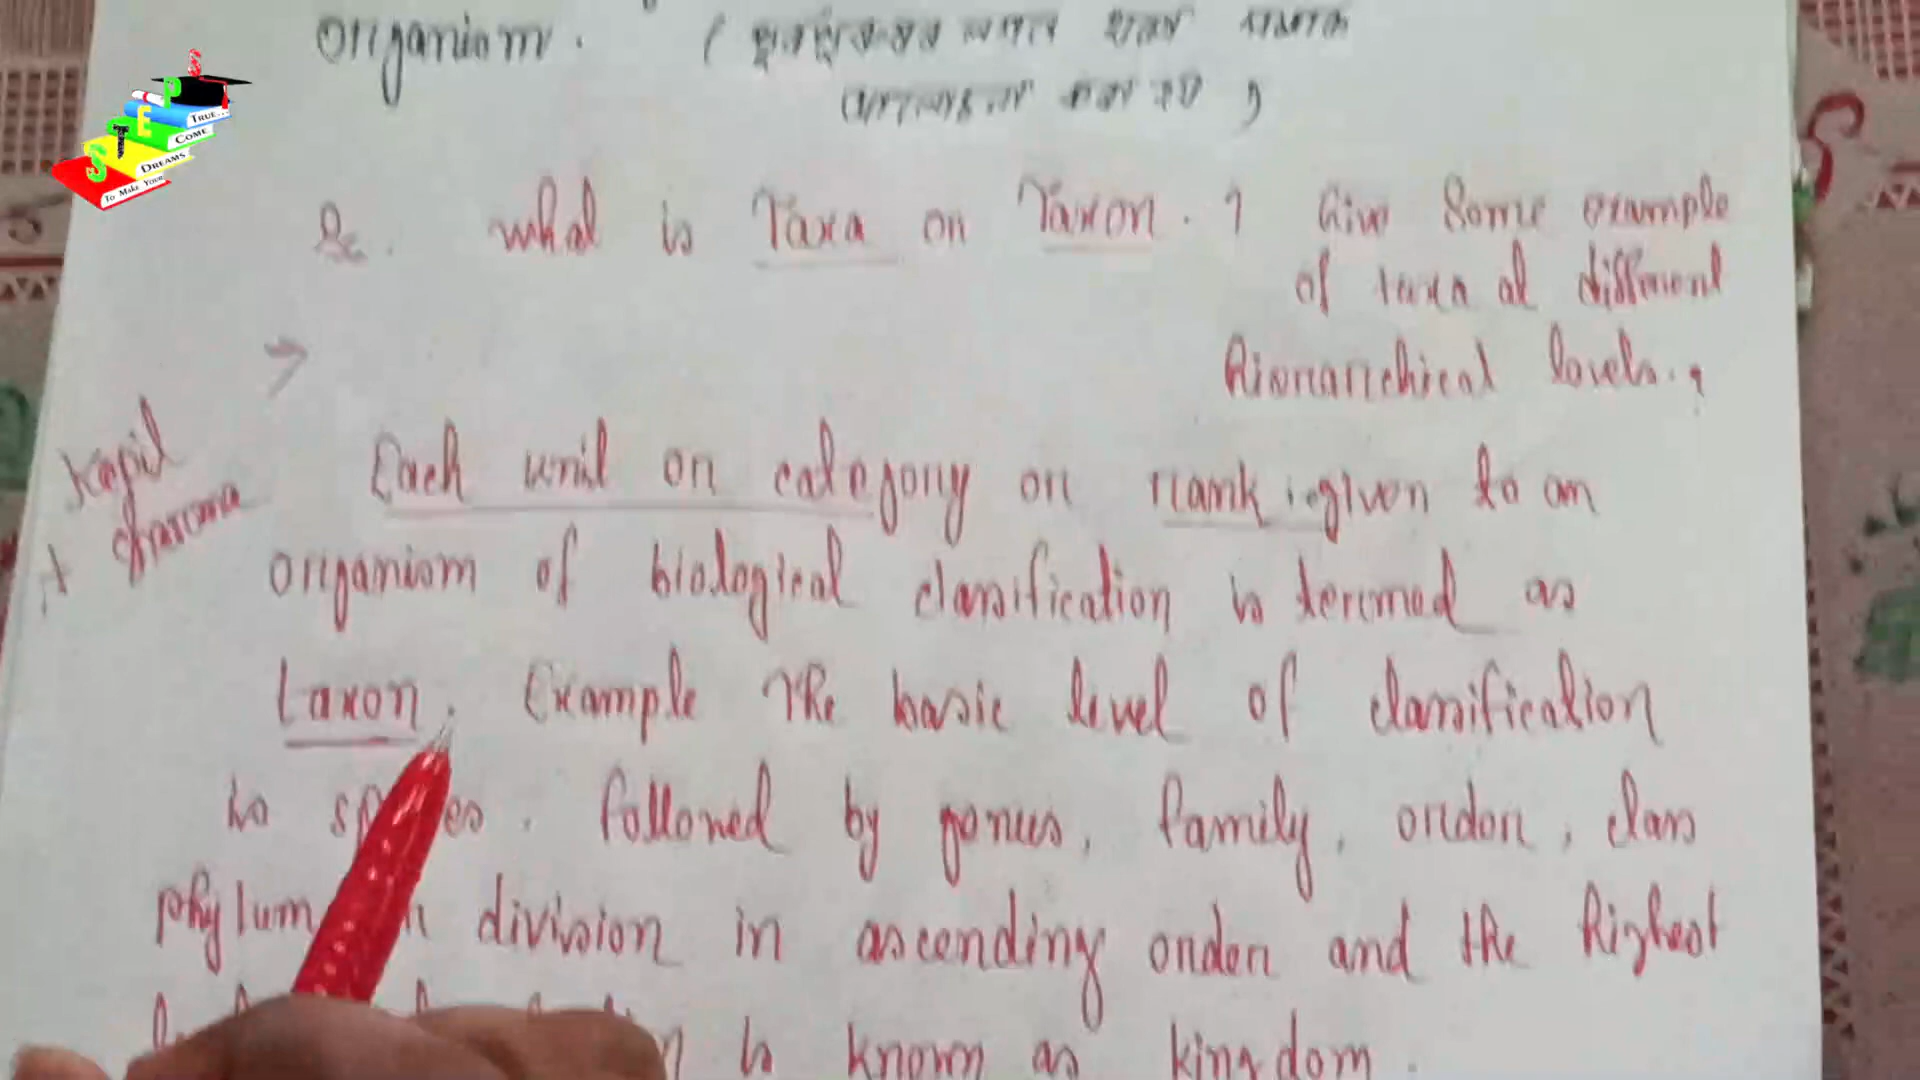 organism.
S T E P S
To Make Your
DREAMS
COME
TRUE...
Q. What is Taxa or Taxon. ? Give Some example
of taxa at different
hierarchical levels. ?
→
Kapil
sharma
Each unit or category or rank given to an
organism of biological classification is termed as
taxon. Example The basic level of classification
is species. followed by genus, family, order, class
phylum division in ascending order and the highest
is known as kingdom.